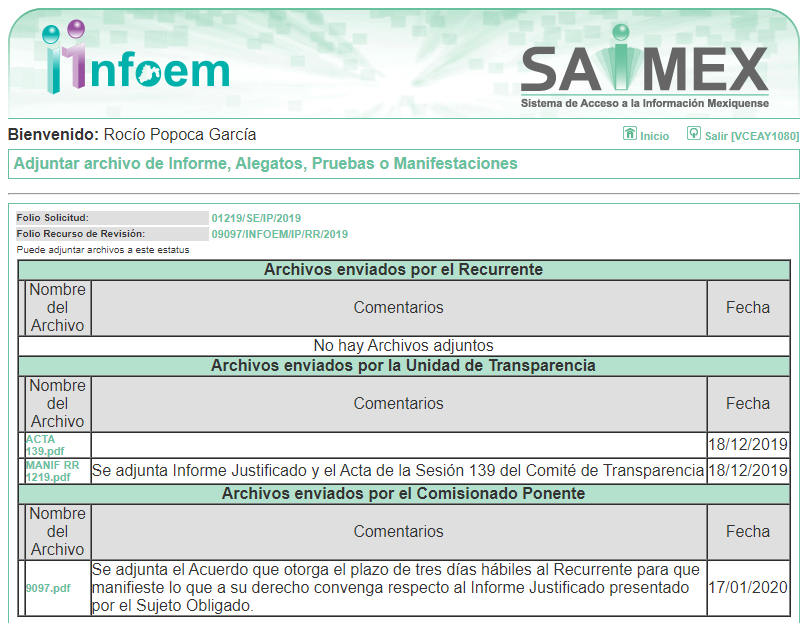 infoem
SAIMEX
Sistema de Acceso a la Información Mexiquense
Bienvenido: Rocío Popoca García
Inicio Salir [VCEAY1080]
Adjuntar archivo de Informe, Alegatos, Pruebas o Manifestaciones
Folio Solicitud: 01219/SE/IP/2019
Folio Recurso de Revisión: 09097/INFOEM/IP/RR/2019
Puede adjuntar archivos a este estatus
Archivos enviados por el Recurrente
Nombre
del
Archivo
Comentarios
Fecha
No hay Archivos adjuntos
Archivos enviados por la Unidad de Transparencia
Nombre
del
Archivo
Comentarios
Fecha
ACTA
139.pdf
18/12/2019
MANIF RR
1219.pdf
Se adjunta Informe Justificado y el Acta de la Sesión 139 del Comité de Transparencia
18/12/2019
Archivos enviados por el Comisionado Ponente
Nombre
del
Archivo
Comentarios
Fecha
9097.pdf
Se adjunta el Acuerdo que otorga el plazo de tres días hábiles al Recurrente para que
manifieste lo que a su derecho convenga respecto al Informe Justificado presentado
por el Sujeto Obligado.
17/01/2020